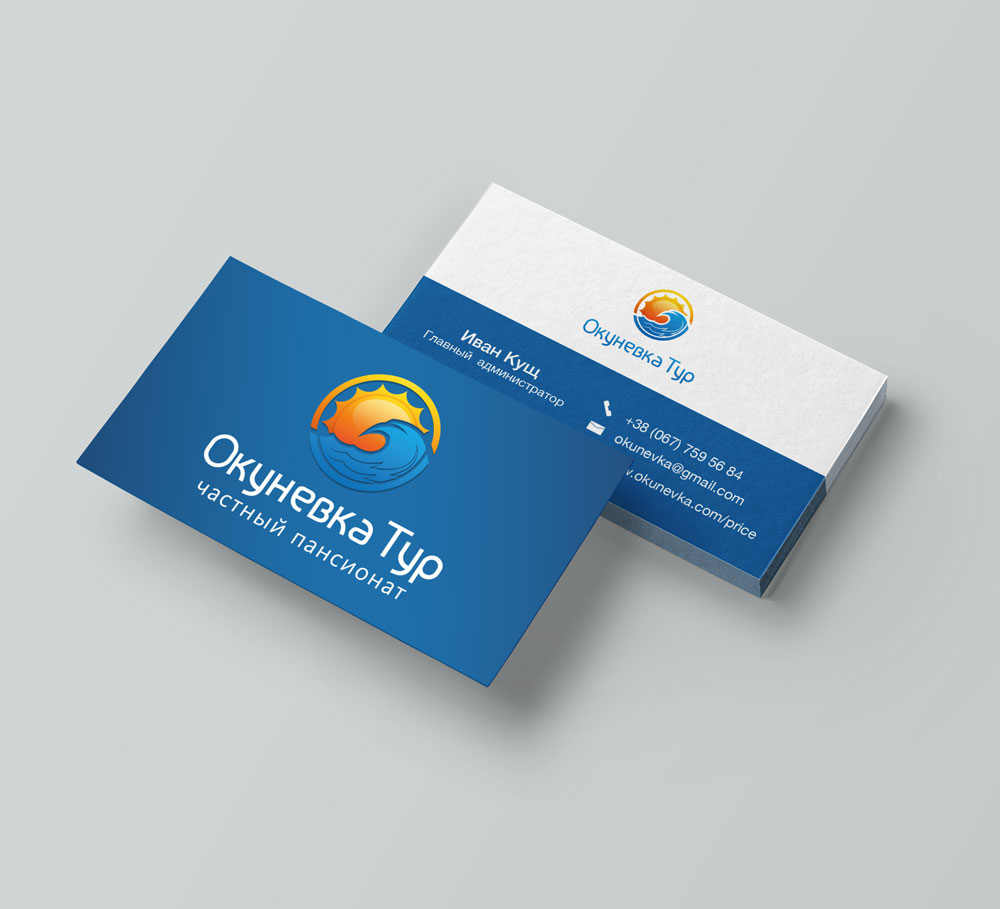 Окуневка Тур
частный пансионат
Окуневка Тур
Иван Кущ
Главный администратор
+38 (067) 759 56 84
okunevka@gmail.com
.okunevka.com/price